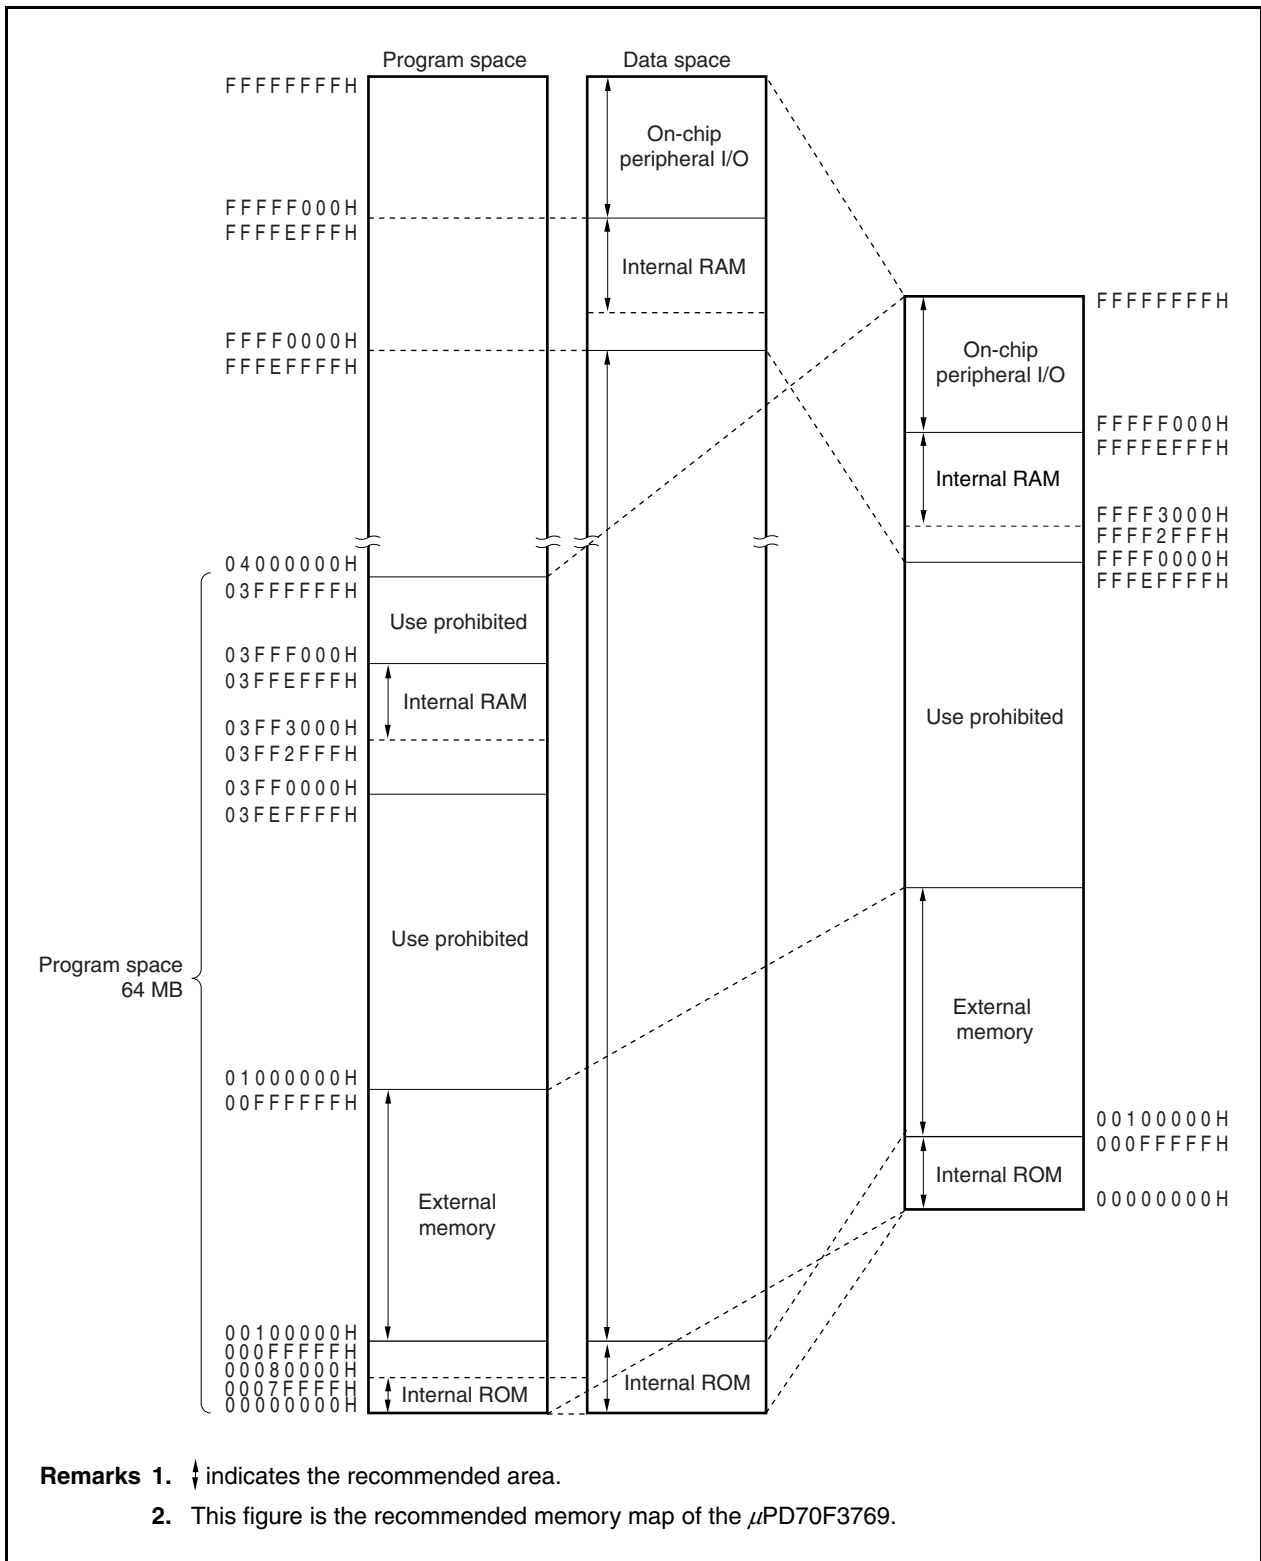 Program space
Data space
FFFFFFFFH
On-chip
peripheral I/O
FFFFF000H
FFFFEFFFH
Internal RAM
FFFF0000H
FFFEFFFFH
04000000H
03FFFFFFH
Use prohibited
03FFF000H
03FFEFFFH
Internal RAM
03FF3000H
03FF2FFFH
03FF0000H
03FEFFFFH
Use prohibited
Program space
64 MB
01000000H
00FFFFFFH
External
memory
00100000H
000FFFFFH
00080000H
0007FFFFH
00000000H
Internal ROM
Internal ROM
FFFFFFFFH
On-chip
peripheral I/O
FFFFF000H
FFFFEFFFH
Internal RAM
FFFF3000H
FFFF2FFFH
FFFF0000H
FFFEFFFFH
Use prohibited
External
memory
00100000H
000FFFFFH
Internal ROM
00000000H
Remarks 1. indicates the recommended area.
2. This figure is the recommended memory map of the μPD70F3769.